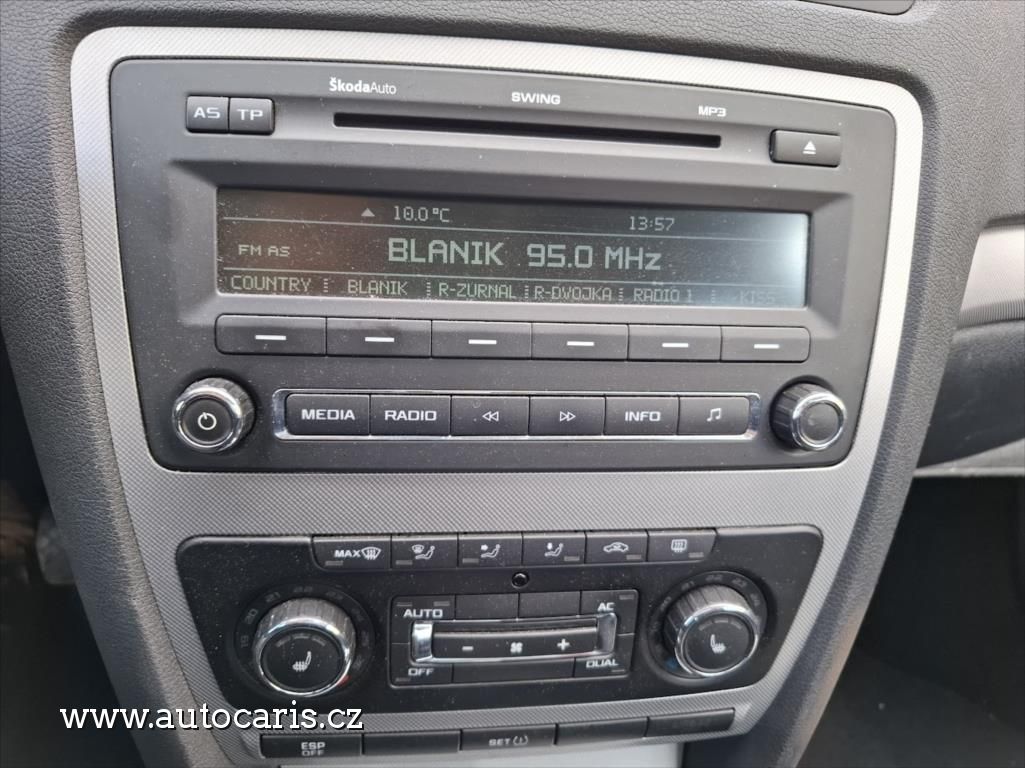 ŠkodaAuto SWING MP3
AS TP
10.0°C 13:57
FM AS BLANIK 95.0 MHz
COUNTRY BLANIK R-ZURNAL R-DVOJKA RADIO 1 KISS
MEDIA RADIO INFO
MAX
AUTO AC
- +
OFF DUAL
www.autocaris.cz
ESP OFF SET